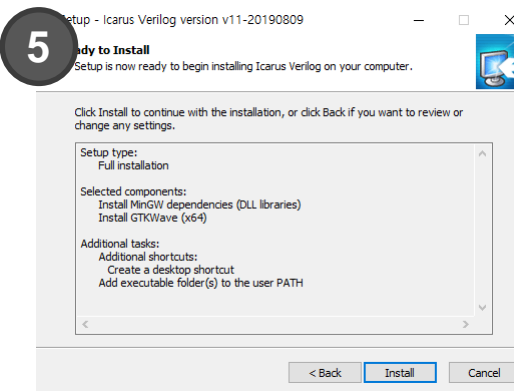 5
etup - Icarus Verilog version v11-20190809
ady to Install
Setup is now ready to begin installing Icarus Verilog on your computer.
Click Install to continue with the installation, or click Back if you want to review or
change any settings.
Setup type:
Full installation
Selected components:
Install MinGW dependencies (DLL libraries)
Install GTKWave (x64)
Additional tasks:
Additional shortcuts:
Create a desktop shortcut
Add executable folder(s) to the user PATH
< Back
Install
Cancel